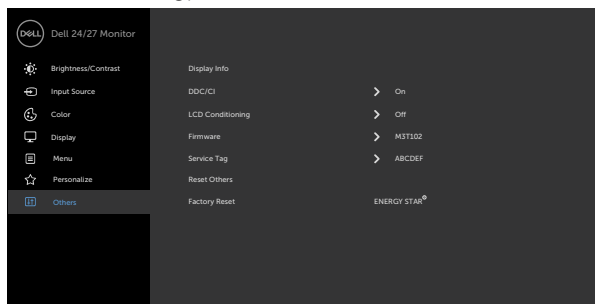 DELL Dell 24/27 Monitor
Brightness/Contrast Display Info
Input Source DDC/CI On
Color LCD Conditioning Off
Display Firmware M3T102
Menu Service Tag ABCDEF
Personalize Reset Others
Others Factory Reset ENERGY STAR®